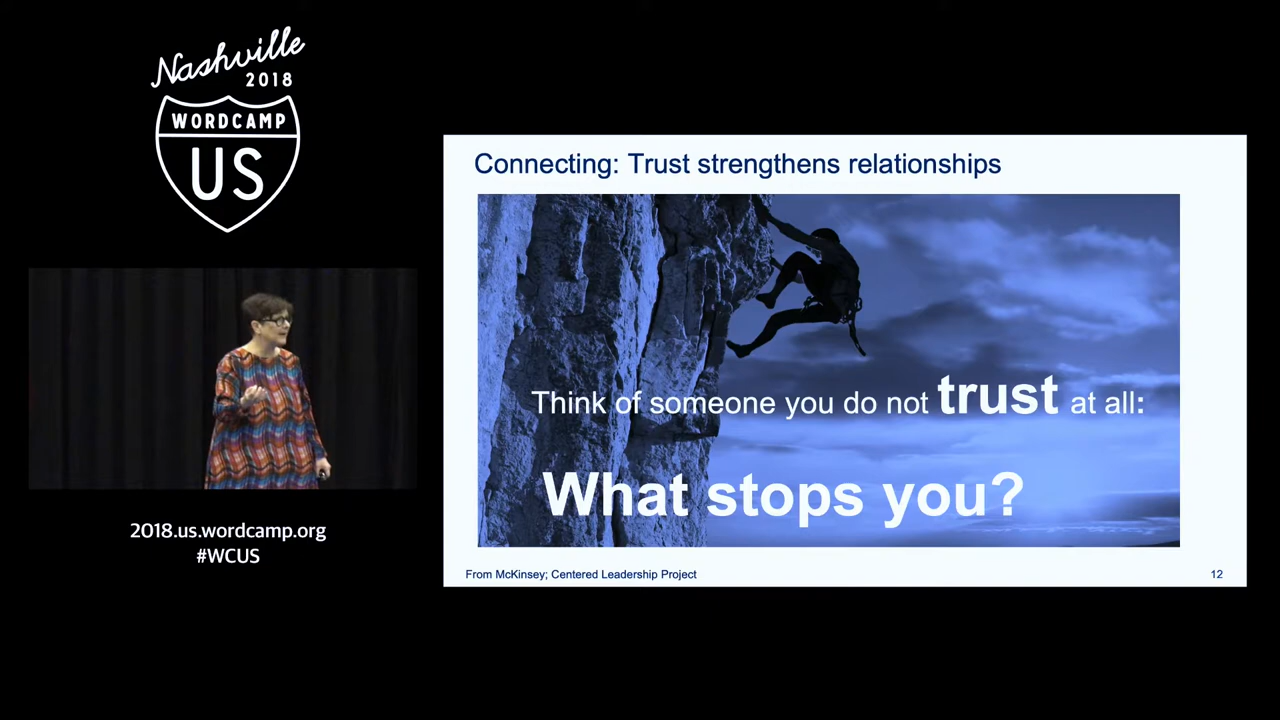 Nashville
2018
WORDCAMP
US
2018.us.wordcamp.org
#WCUS
Connecting: Trust strengthens relationships
Think of someone you do not trust at all:
What stops you?
From McKinsey; Centered Leadership Project
12